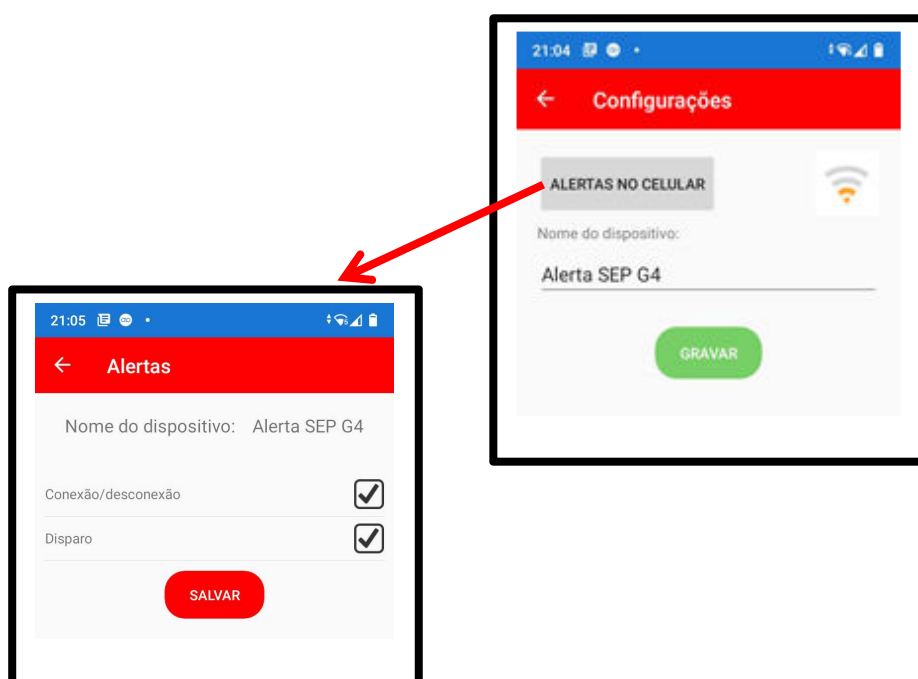 21:04
Configurações
ALERTAS NO CELULAR
Nome do dispositivo:
Alerta SEP G4
GRAVAR
21:05
Alertas
Nome do dispositivo: Alerta SEP G4
Conexão/desconexão
Disparo
SALVAR